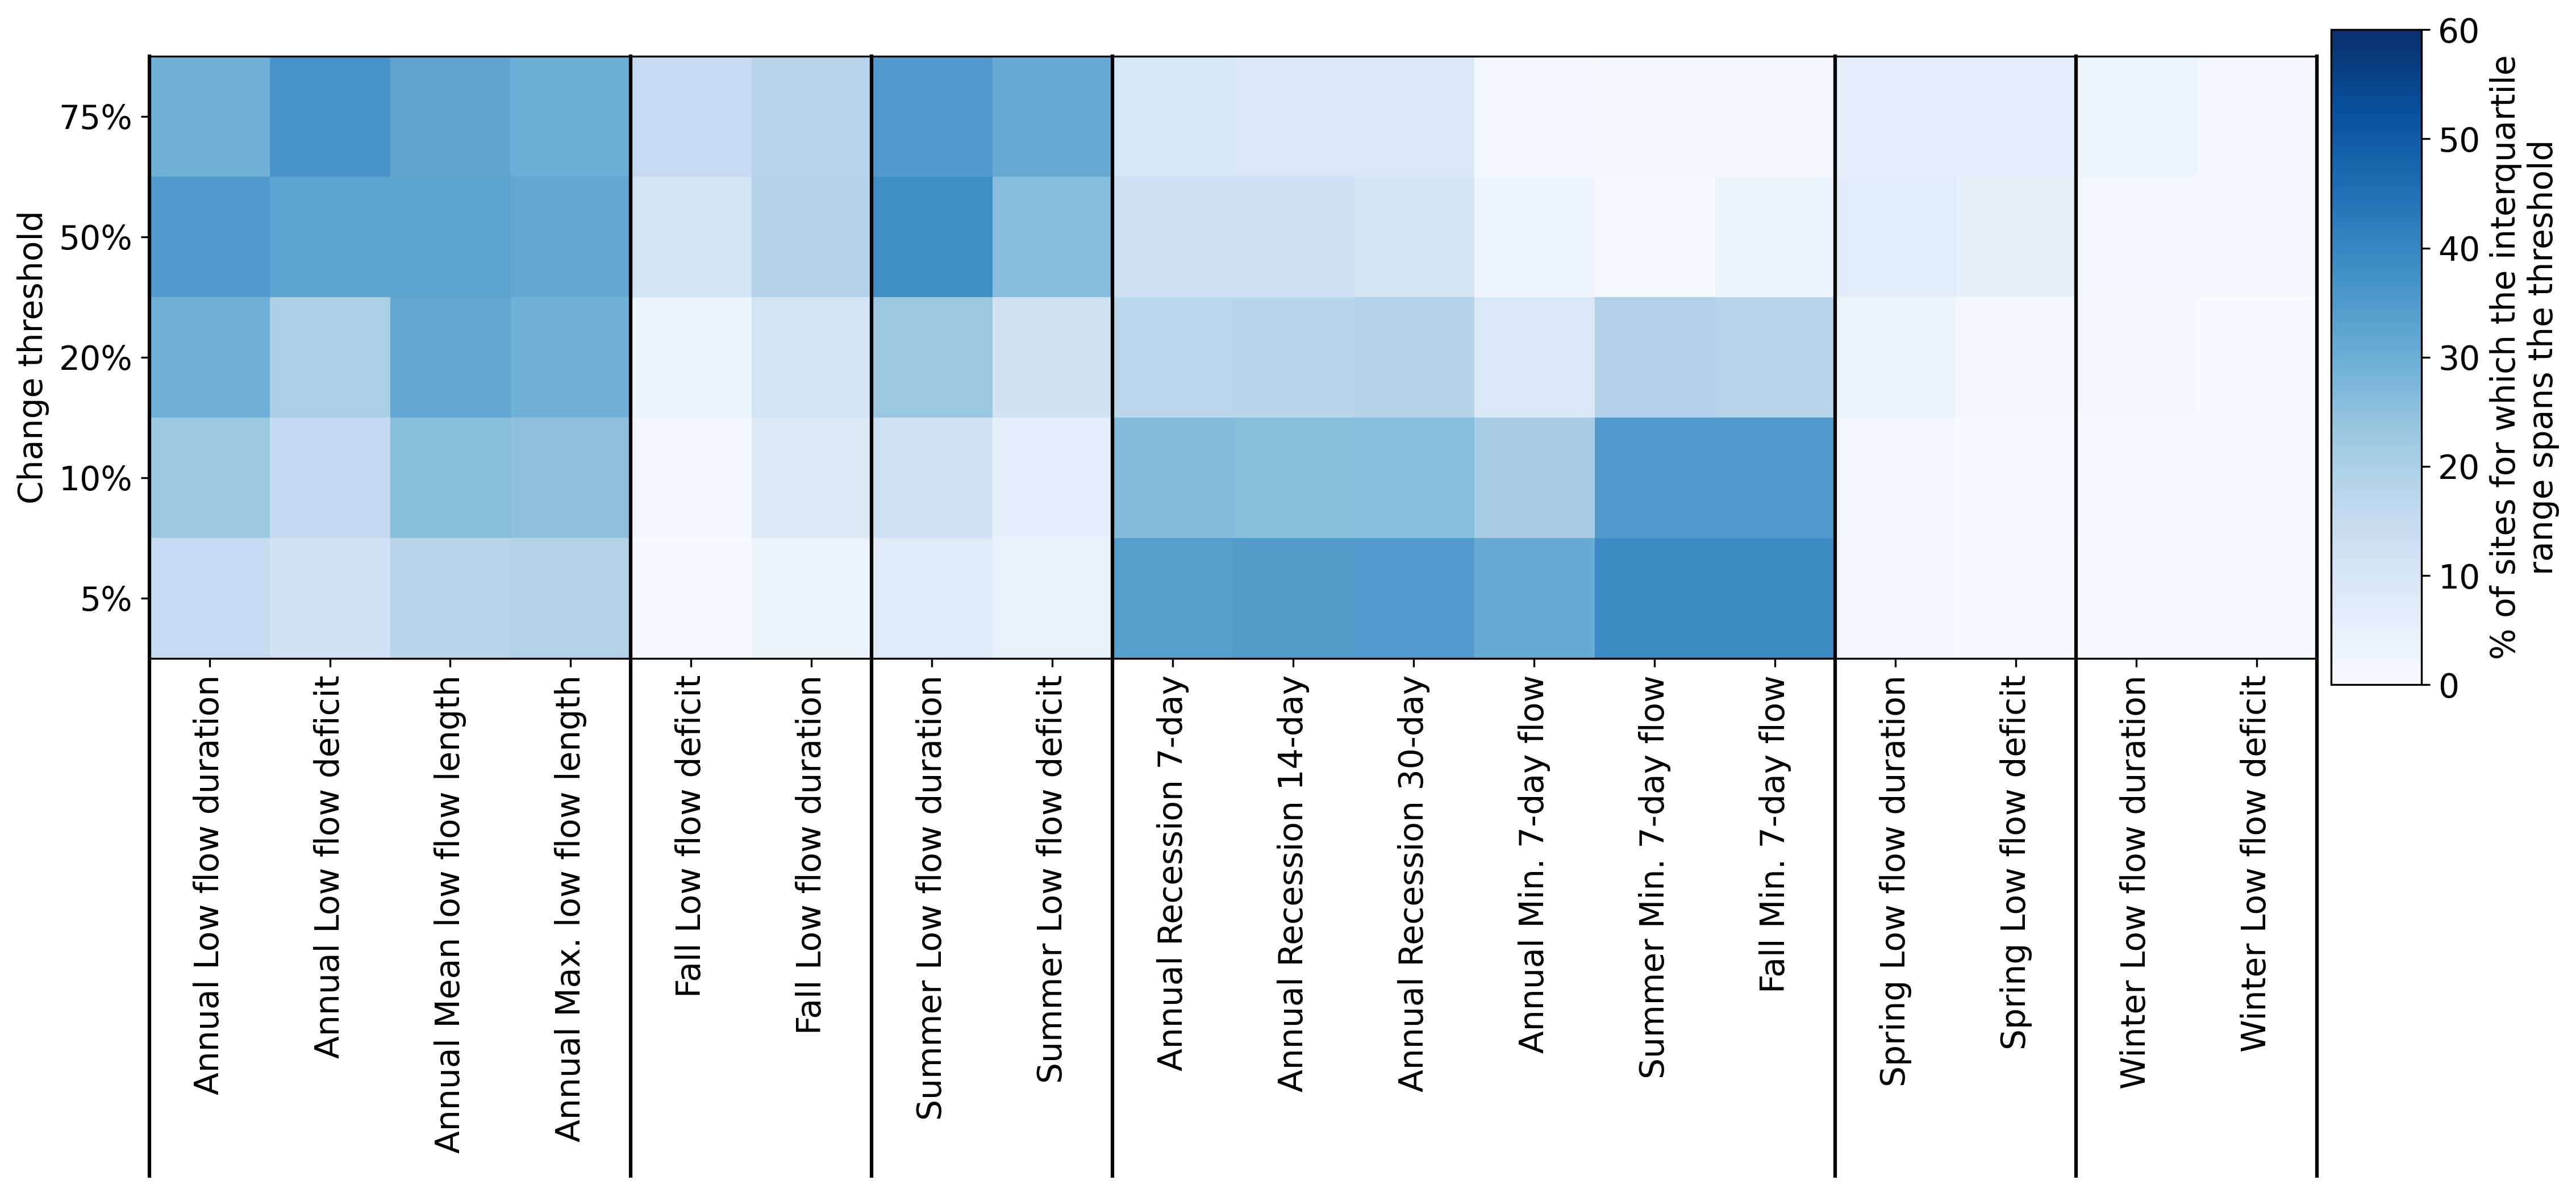 Change threshold
75%
50%
20%
10%
5%
Annual Low flow duration
Annual Low flow deficit
Annual Mean low flow length
Annual Max. low flow length
Fall Low flow deficit
Fall Low flow duration
Summer Low flow duration
Summer Low flow deficit
Annual Recession 7-day
Annual Recession 14-day
Annual Recession 30-day
Annual Min. 7-day flow
Summer Min. 7-day flow
Fall Min. 7-day flow
Spring Low flow duration
Spring Low flow deficit
Winter Low flow duration
Winter Low flow deficit
60
50
40
30
20
10
0
% of sites for which the interquartile
range spans the threshold